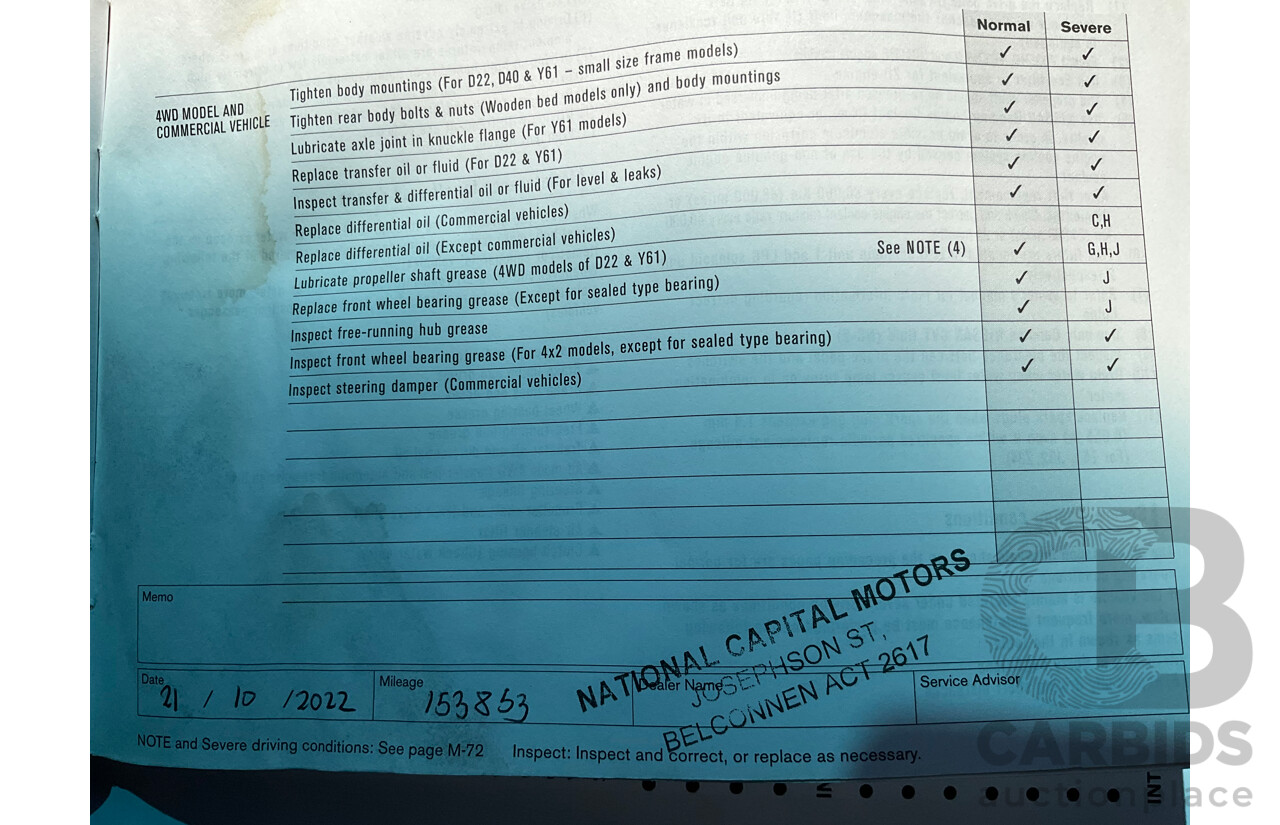 Normal Severe
4WD MODEL AND
COMMERCIAL VEHICLE
Tighten body mountings (For D22, D40 & Y61 – small size frame models) ✓ ✓
Tighten rear body bolts & nuts (Wooden bed models only) and body mountings ✓ ✓
Lubricate axle joint in knuckle flange (For Y61 models) ✓ ✓
Replace transfer oil or fluid (For D22 & Y61) ✓ ✓
Inspect transfer & differential oil or fluid (For level & leaks) ✓ ✓
Replace differential oil (Commercial vehicles) ✓ ✓
Replace differential oil (Except commercial vehicles) C,H
Lubricate propeller shaft grease (4WD models of D22 & Y61) See NOTE (4) ✓ G,H,J
Replace front wheel bearing grease (Except for sealed type bearing) ✓ J
Inspect free-running hub grease ✓ J
Inspect front wheel bearing grease (For 4x2 models, except for sealed type bearing) ✓ ✓
Inspect steering damper (Commercial vehicles) ✓ ✓
Memo
NATIONAL CAPITAL MOTORS
JOSEPHSON ST,
BELCONNEN ACT 2617
Date 21 / 10 / 2022
Mileage 153853
Dealer Name
Service Advisor
NOTE and Severe driving conditions: See page M-72 Inspect: Inspect and correct, or replace as necessary.
INT
CB
CARBIDS
auctionplace